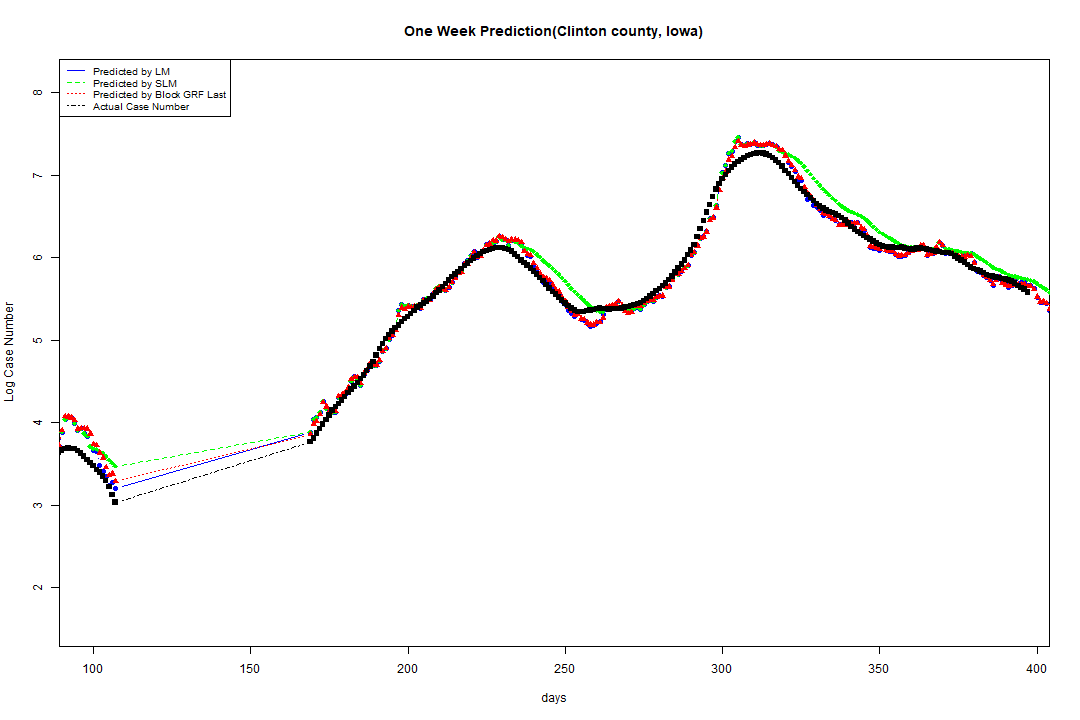 One Week Prediction(Clinton county, Iowa)
Predicted by LM
Predicted by SLM
Predicted by Block GRF Last
Actual Case Number
8
7
6
5
4
3
2
Log Case Number
100 150 200 250 300 350 400
days